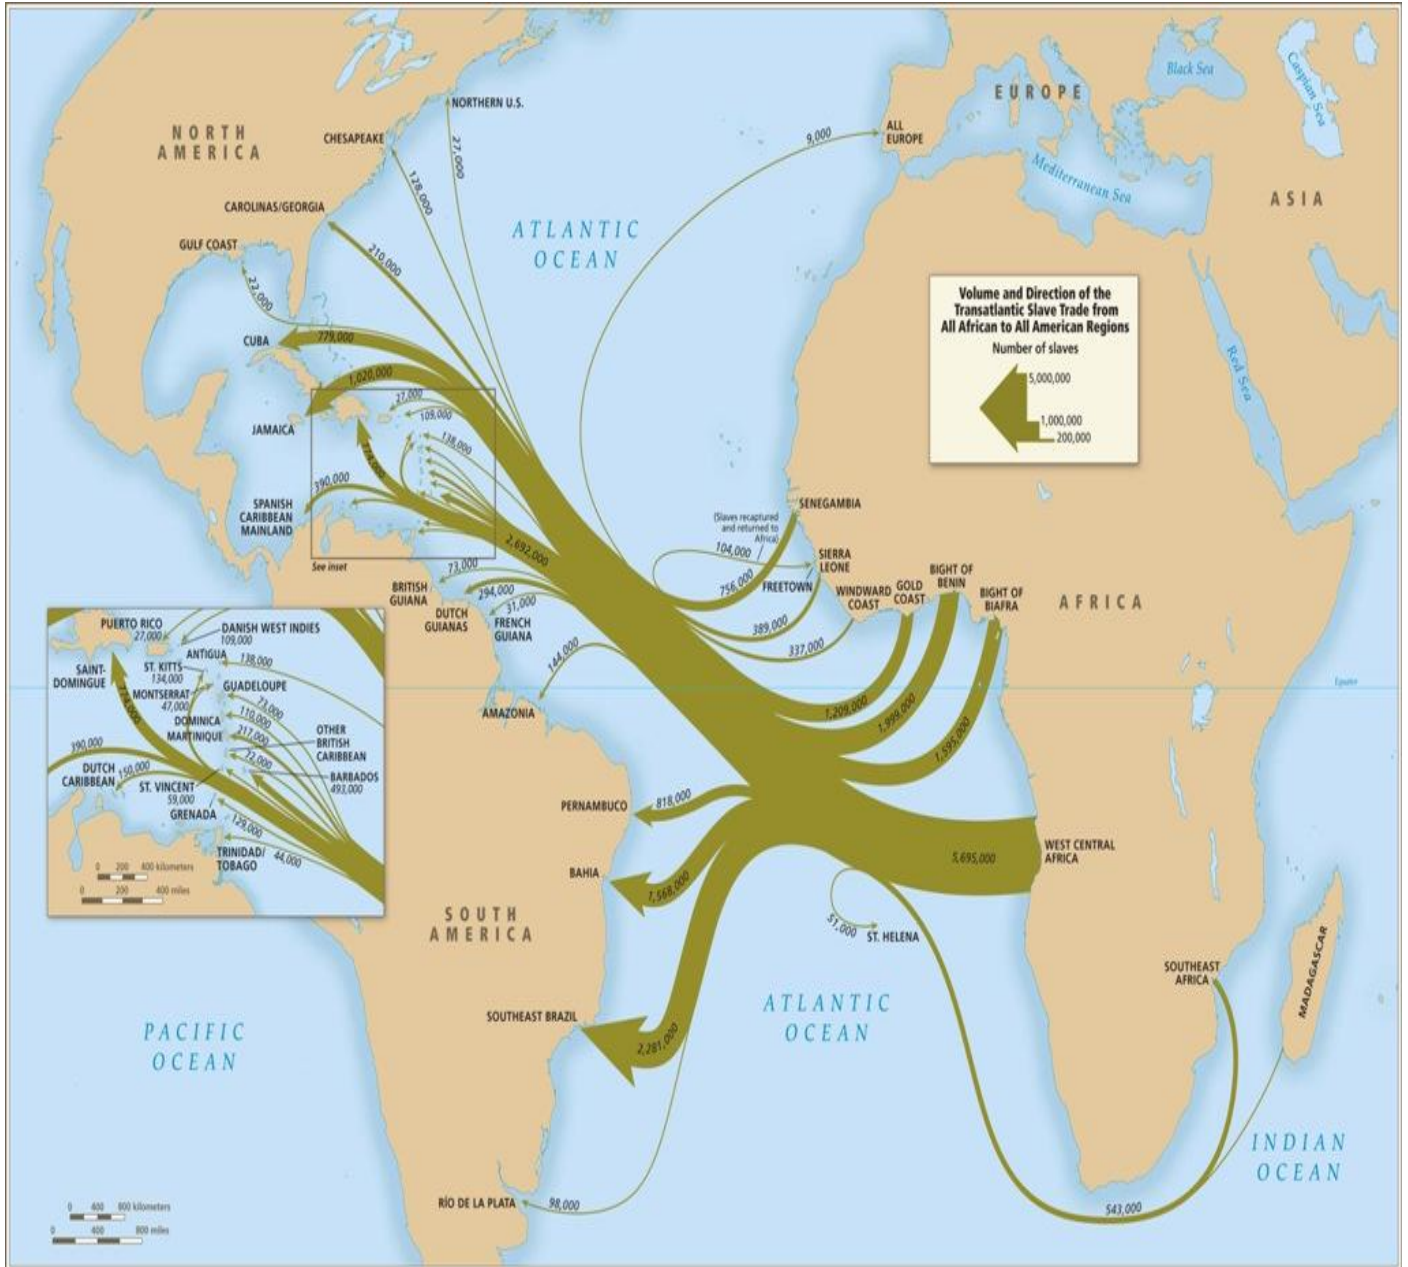 NORTHERN U.S.
NORTH
AMERICA
CHESAPEAKE
27,000
128,000
CAROLINAS/GEORGIA
GULF COAST
210,000
22,000
CUBA
779,000
1,020,000
JAMAICA
27,000
109,000
138,000
774,000
390,000
SPANISH
CARIBBEAN
MAINLAND
See inset
2,692,000
ATLANTIC
OCEAN
9,000
ALL
EUROPE
EUROPE
Black Sea
Caspian Sea
Mediterranean Sea
ASIA
Red Sea
Volume and Direction of the
Transatlantic Slave Trade from
All African to All American Regions
Number of slaves
5,000,000
1,000,000
200,000
SENEGAMBIA
(Slaves recaptured
and returned to
Africa)
104,000
756,000
SIERRA
LEONE
FREETOWN
WINDWARD
COAST
GOLD
COAST
BIGHT OF
BENIN
BIGHT OF
BIAFRA
AFRICA
389,000
337,000
1,209,000
1,999,000
1,595,000
Equator
73,000
BRITISH
GUIANA
294,000
DUTCH
GUIANAS
31,000
FRENCH
GUIANA
144,000
AMAZONIA
PERNAMBUCO
818,000
BAHIA
1,568,000
5,695,000
WEST CENTRAL
AFRICA
SOUTH
AMERICA
51,000
ST. HELENA
SOUTHEAST
AFRICA
MADAGASCAR
SOUTHEAST BRAZIL
2,281,000
ATLANTIC
OCEAN
PACIFIC
OCEAN
INDIAN
OCEAN
RÍO DE LA PLATA
98,000
543,000
PUERTO RICO
27,000
DANISH WEST INDIES
109,000
SAINT-
DOMINGUE
ANTIGUA
138,000
ST. KITTS
134,000
MONTSERRAT
47,000
GUADELOUPE
73,000
774,000
DOMINICA
110,000
MARTINIQUE
217,000
OTHER
BRITISH
CARIBBEAN
72,000
390,000
DUTCH
CARIBBEAN
150,000
BARBADOS
493,000
ST. VINCENT
59,000
GRENADA
129,000
TRINIDAD/
TOBAGO
44,000
0 200 400 kilometers
0 200 400 miles
0 400 800 kilometers
0 400 800 miles